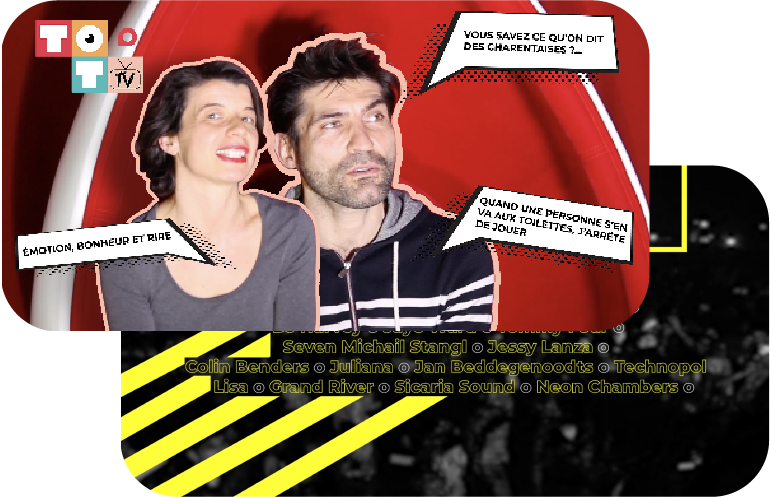 TO
T TV
VOUS SAVEZ CE QU'ON DIT
DES CHARENTAISES ?...
QUAND UNE PERSONNE S'EN
VA AUX TOILETTES, J'ARRÊTE
DE JOUER
ÉMOTION, BONHEUR ET RIRE
Seven Michail Stangl o Jessy Lanza o
Colin Benders o Juliana o Jan Beddegenoodts o Technopol
Lisa o Grand River o Sicaria Sound o Neon Chambers o